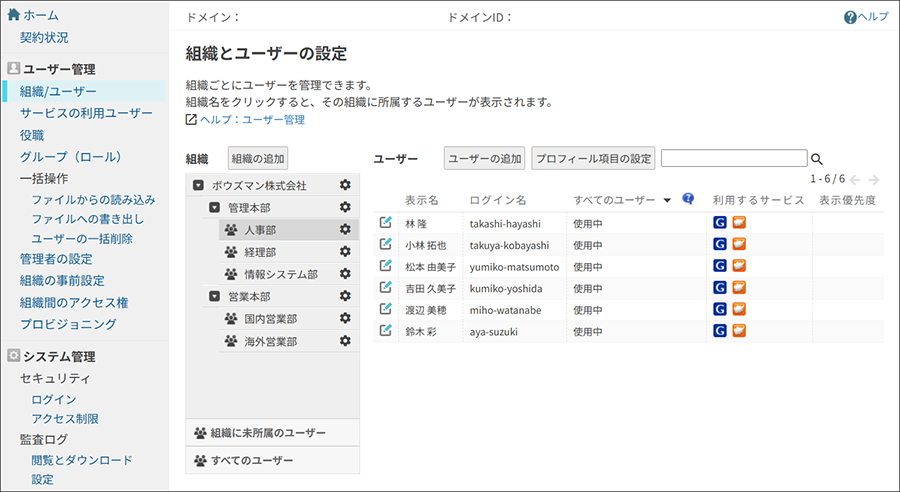 ホーム
契約状況
ユーザー管理
組織/ユーザー
サービスの利用ユーザー
役職
グループ（ロール）
一括操作
ファイルからの読み込み
ファイルへの書き出し
ユーザーの一括削除
管理者の設定
組織の事前設定
組織間のアクセス権
プロビジョニング
システム管理
セキュリティ
ログイン
アクセス制限
監査ログ
閲覧とダウンロード
設定
ドメイン： ドメインID： ヘルプ
組織とユーザーの設定
組織ごとにユーザーを管理できます。
組織名をクリックすると、その組織に所属するユーザーが表示されます。
ヘルプ：ユーザー管理
組織 組織の追加
ボウズマン株式会社
管理本部
人事部
経理部
情報システム部
営業本部
国内営業部
海外営業部
組織に未所属のユーザー
すべてのユーザー
ユーザー ユーザーの追加 プロフィール項目の設定
1 - 6 / 6
表示名 ログイン名 すべてのユーザー 利用するサービス 表示優先度
林 隆 takashi-hayashi 使用中 G
小林 拓也 takuya-kobayashi 使用中 G
松本 由美子 yumiko-matsumoto 使用中 G
吉田 久美子 kumiko-yoshida 使用中 G
渡辺 美穂 miho-watanabe 使用中 G
鈴木 彩 aya-suzuki 使用中 G